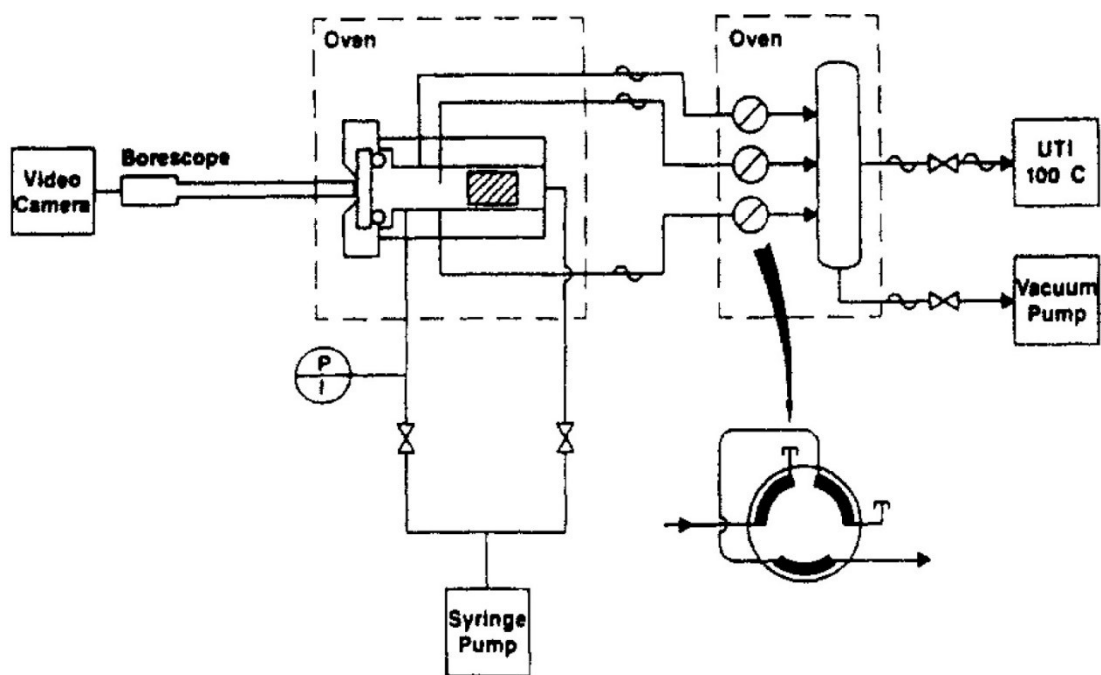 Oven
Oven
Video
Camera
Borescope
UTI
100 C
Vacuum
Pump
P
I
Syringe
Pump